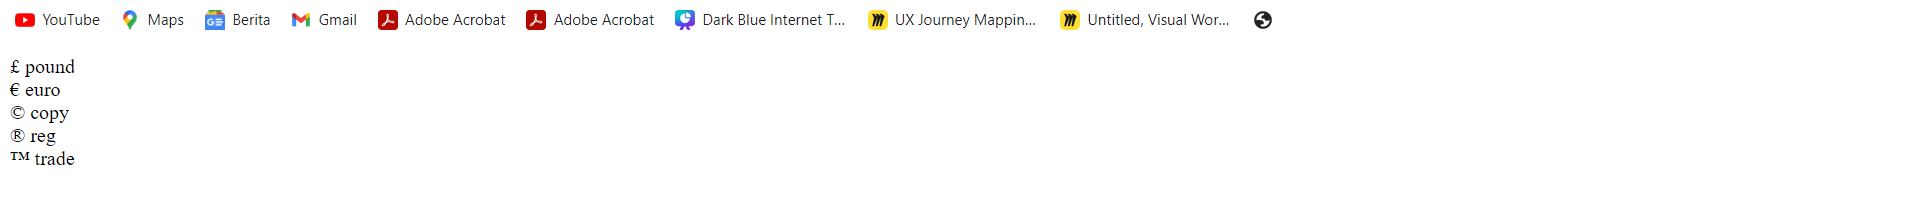 YouTube Maps Berita Gmail Adobe Acrobat Adobe Acrobat Dark Blue Internet T... UX Journey Mappin... Untitled, Visual Wor...
£ pound
€ euro
© copy
® reg
™ trade